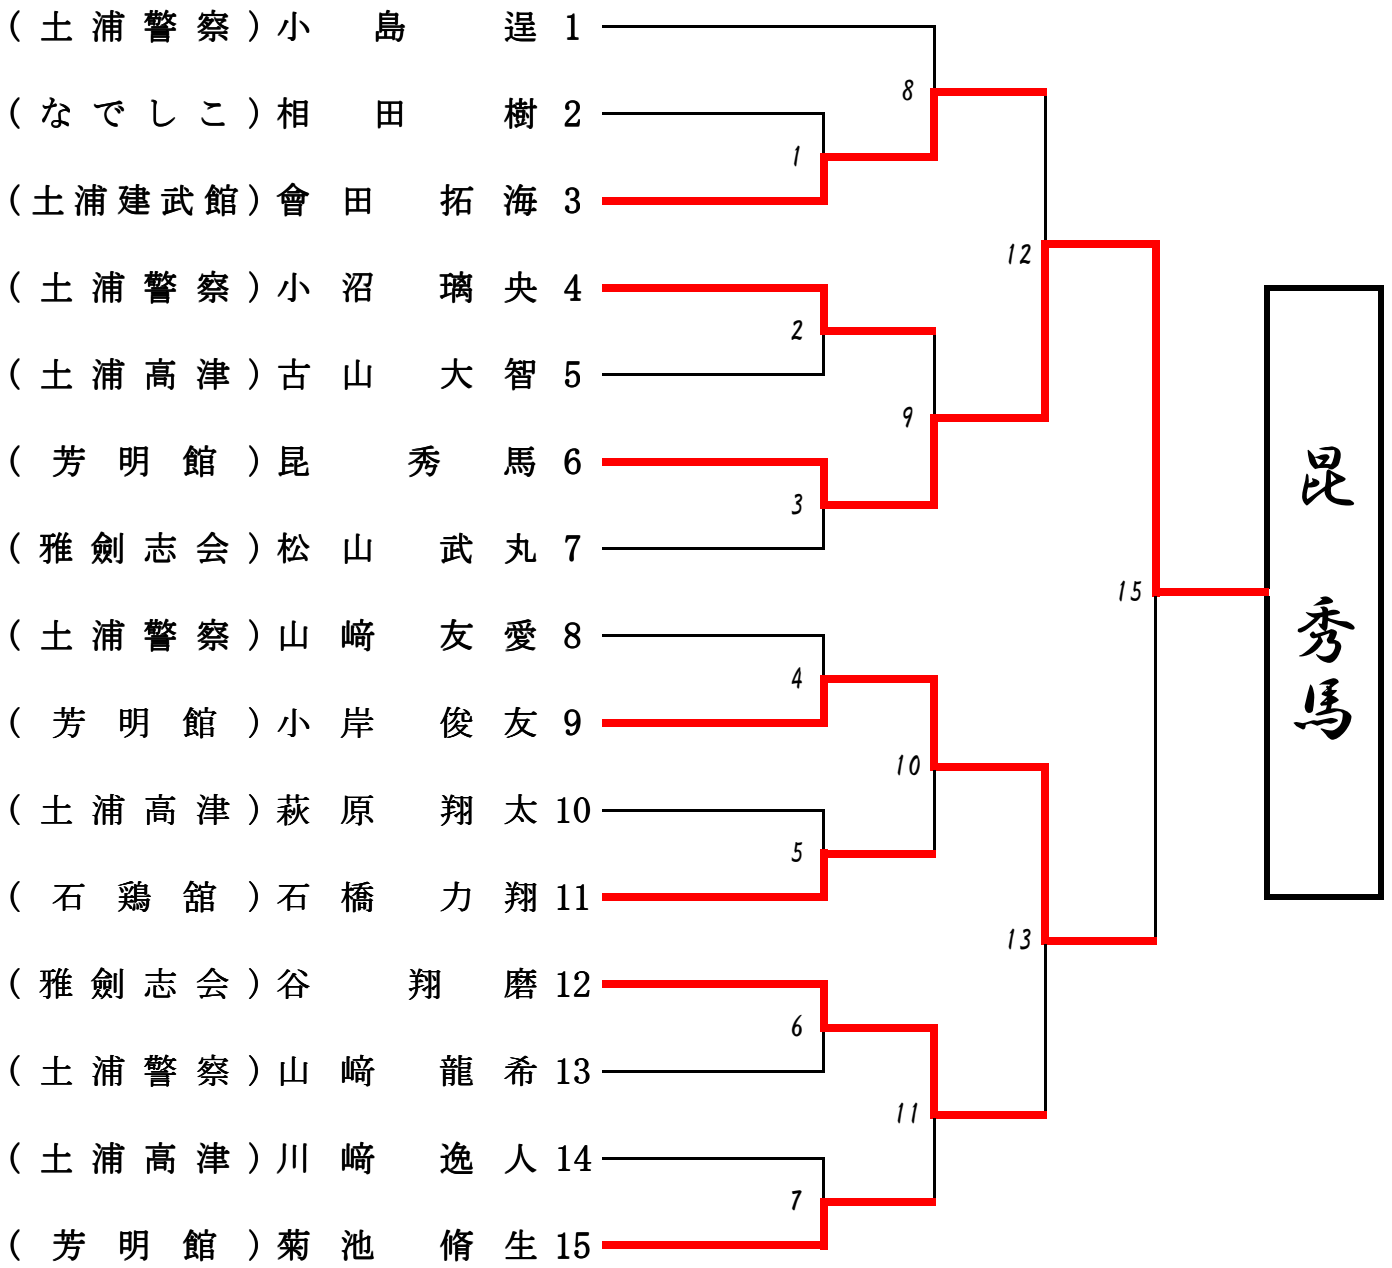 (土浦警察)小島 逞 1
(なでしこ)相田 樹 2
(土浦建武館)會田 拓海 3
(土浦警察)小沼 璃央 4
(土浦高津)古山 大智 5
(芳明館)昆 秀馬 6
(雅劍志会)松山 武丸 7
(土浦警察)山﨑 友愛 8
(芳明館)小岸 俊友 9
(土浦高津)萩原 翔太 10
(石鶏舘)石橋 力翔 11
(雅劍志会)谷 翔磨 12
(土浦警察)山﨑 龍希 13
(土浦高津)川﨑 逸人 14
(芳明館)菊池 脩生 15
1
2
3
4
5
6
7
8
9
10
11
12
13
15
昆 秀馬